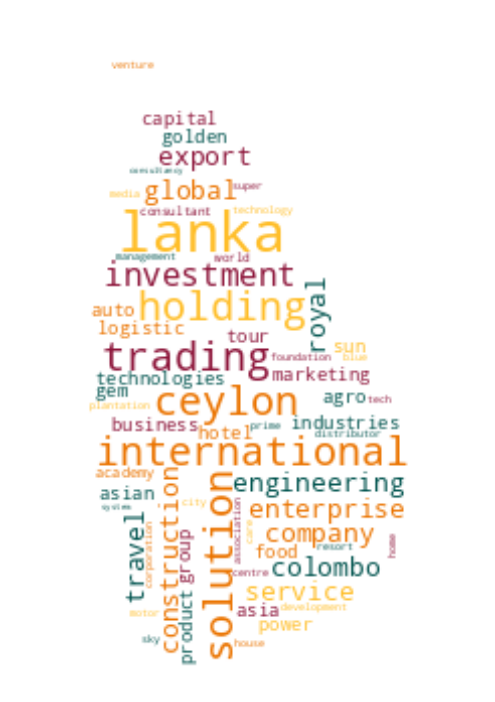 venture
capital
golden
export
consultancy
media global super
consultant technology
lanka
management world
investment
holding
royal
auto
logistic
tour
sun
trading foundation blue
technologies marketing
gem
plantation ceylon agro tech
business hotel prime industries
distributor
international
academy
engineering
asian
system
city
enterprise
construction
solution
association
care
company
travel
corporation
group
food resort
home
centre colombo
service
product
asia development
motor
power
sky
house